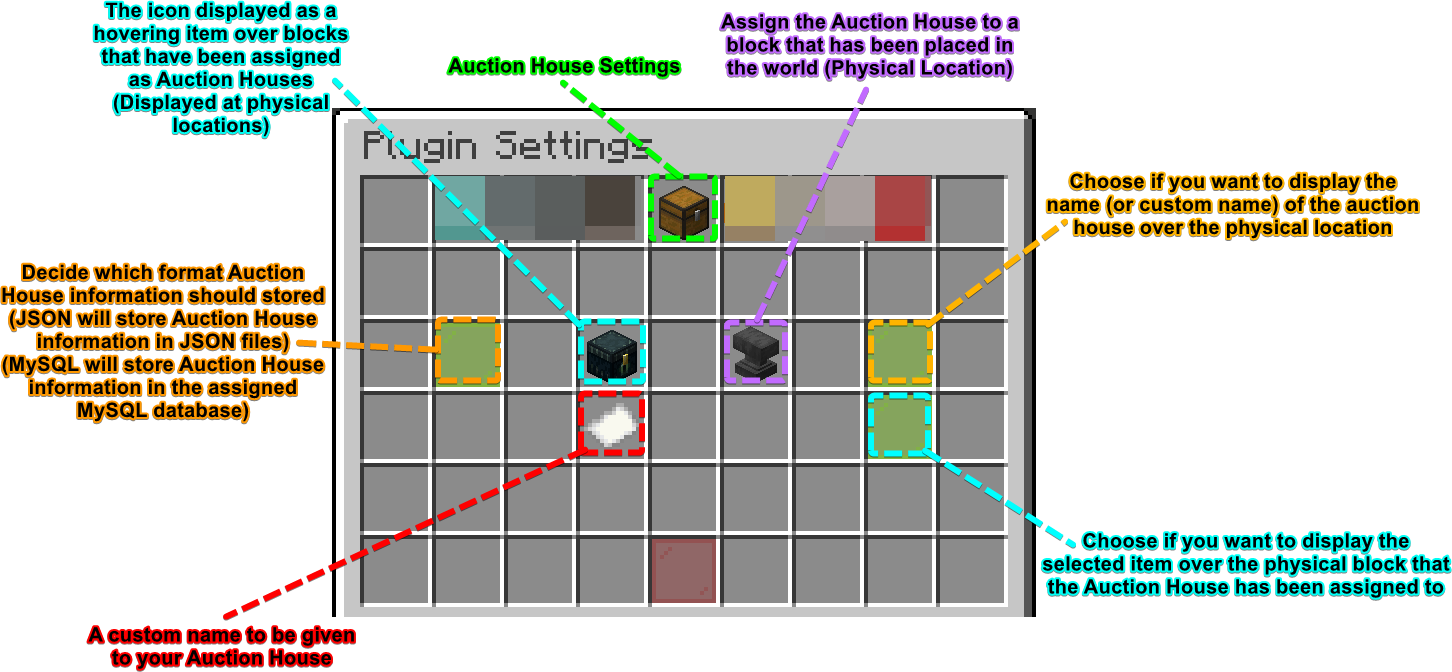 The icon displayed as a
hovering item over blocks
that have been assigned
as Auction Houses
(Displayed at physical
locations)
Auction House Settings
Assign the Auction House to a
block that has been placed in
the world (Physical Location)
Plugin Settings
Choose if you want to display the
name (or custom name) of the auction
house over the physical location
Decide which format Auction
House information should stored
(JSON will store Auction House
information in JSON files)
(MySQL will store Auction House
information in the assigned
MySQL database)
Choose if you want to display the
selected item over the physical block that
the Auction House has been assigned to
A custom name to be given
to your Auction House